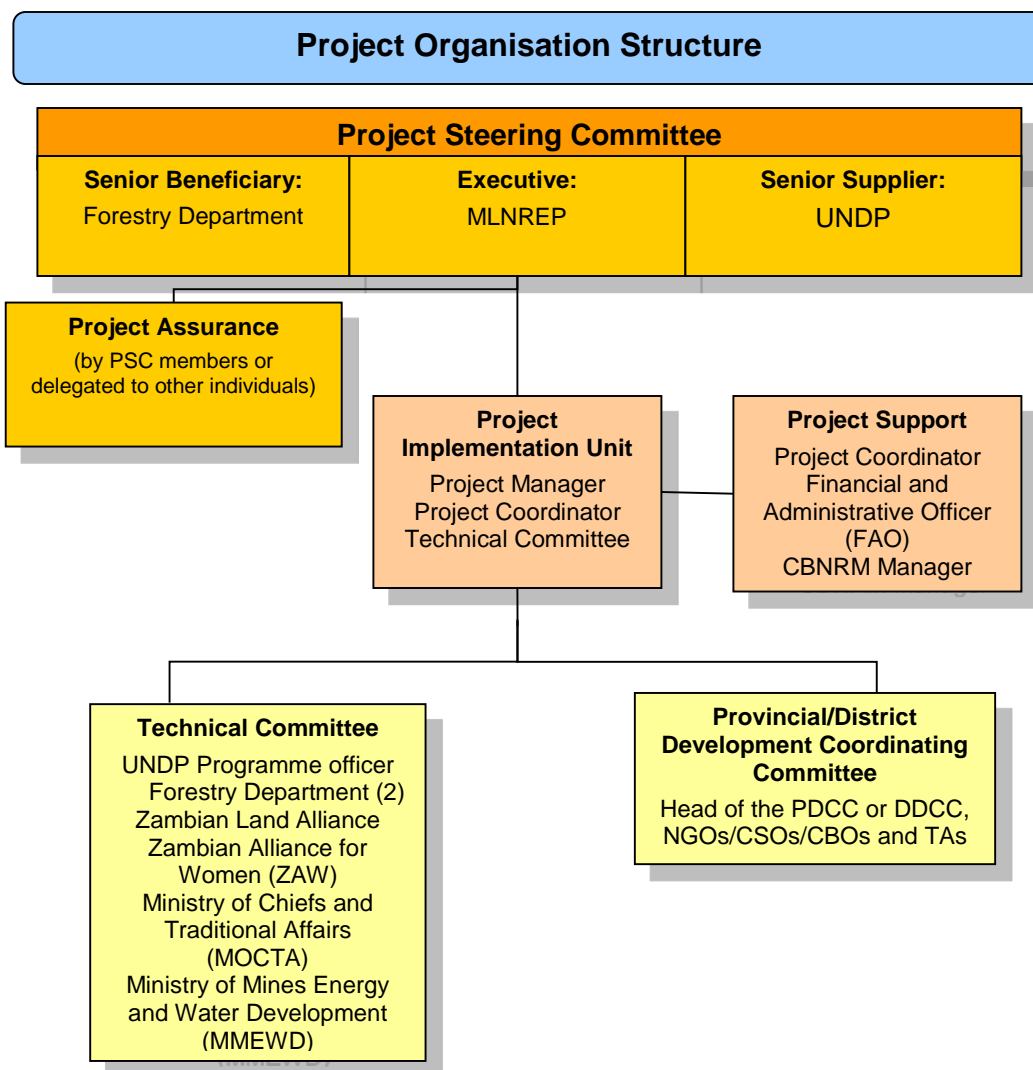 Project Organisation Structure
Project Steering Committee
Senior Beneficiary:
Forestry Department
Executive:
MLNREP
Senior Supplier:
UNDP
Project Assurance
(by PSC members or
delegated to other individuals)
Project
Implementation Unit
Project Manager
Project Coordinator
Technical Committee
Project Support
Project Coordinator
Financial and
Administrative Officer
(FAO)
CBNRM Manager
Technical Committee
UNDP Programme officer
Forestry Department (2)
Zambian Land Alliance
Zambian Alliance for
Women (ZAW)
Ministry of Chiefs and
Traditional Affairs
(MOCTA)
Ministry of Mines Energy
and Water Development
(MMEWD)
Provincial/District
Development Coordinating
Committee
Head of the PDCC or DDCC,
NGOs/CSOs/CBOs and TAs